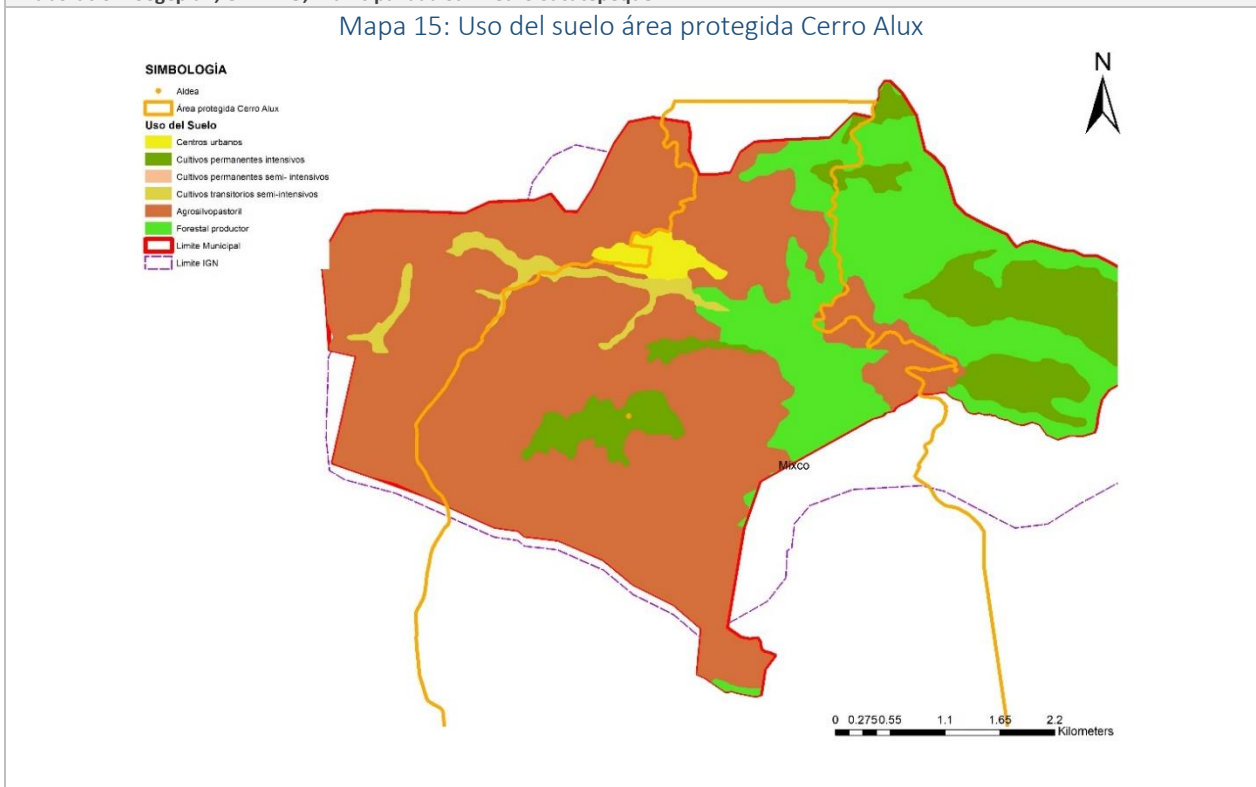 Mapa 15: Uso del suelo área protegida Cerro Alux
SIMBOLOGÍA
Aldea
Área protegida Cerro Alux
Uso del Suelo
Centros urbanos
Cultivos permanentes intensivos
Cultivos permanentes semi- intensivos
Cultivos transitorios semi-intensivos
Agrosilvopastoril
Forestal productor
Limite Municipal
Limite IGN
N
Mixco
0 0.275 0.55 1.1 1.65 2.2
Kilometers